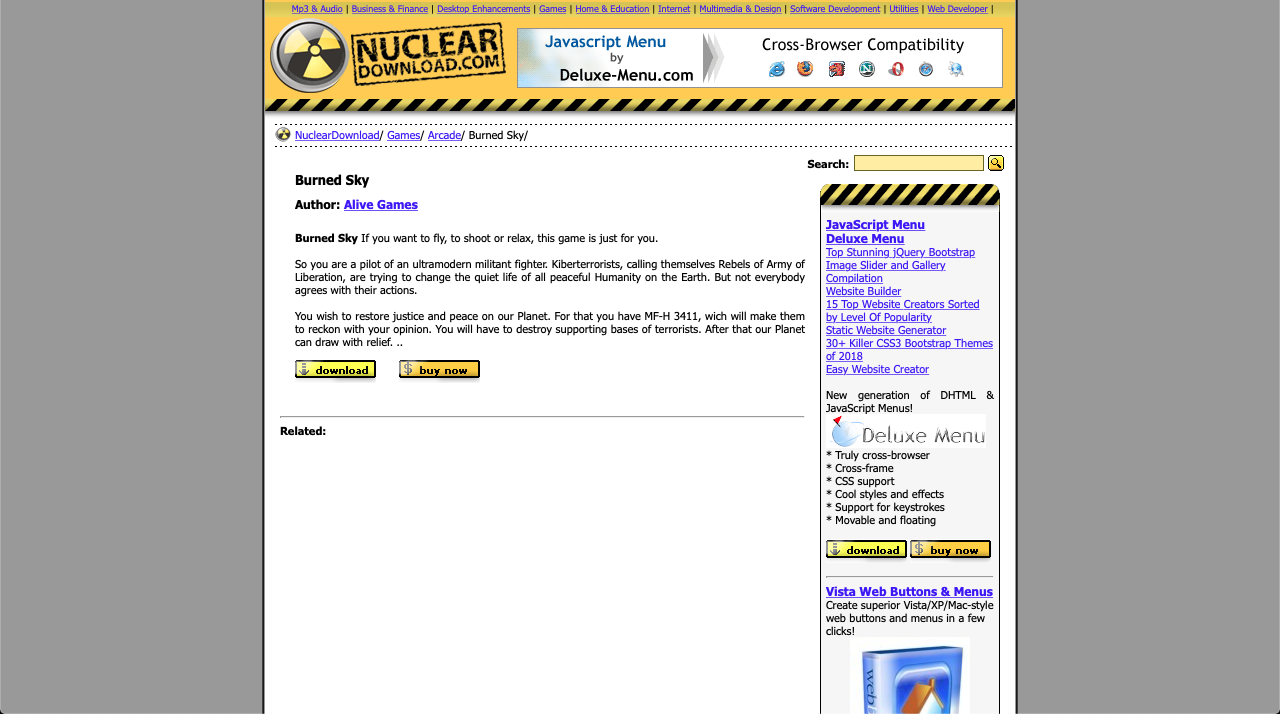 Mp3 & Audio | Business & Finance | Desktop Enhancements | Games | Home & Education | Internet | Multimedia & Design | Software Development | Utilities | Web Developer |
NUCLEAR
DOWNLOAD.COM
Javascript Menu
by
Deluxe-Menu.com
Cross-Browser Compatibility
NuclearDownload/ Games/ Arcade/ Burned Sky/
Search:
Burned Sky
Author: Alive Games
Burned Sky If you want to fly, to shoot or relax, this game is just for you.
So you are a pilot of an ultramodern militant fighter. Kiberterrorists, calling themselves Rebels of Army of
Liberation, are trying to change the quiet life of all peaceful Humanity on the Earth. But not everybody
agrees with their actions.
You wish to restore justice and peace on our Planet. For that you have MF-H 3411, wich will make them
to reckon with your opinion. You will have to destroy supporting bases of terrorists. After that our Planet
can draw with relief. ..
download buy now
Related:
JavaScript Menu
Deluxe Menu
Top Stunning jQuery Bootstrap
Image Slider and Gallery
Compilation
Website Builder
15 Top Website Creators Sorted
by Level Of Popularity
Static Website Generator
30+ Killer CSS3 Bootstrap Themes
of 2018
Easy Website Creator
New generation of DHTML &
JavaScript Menus!
Deluxe Menu
* Truly cross-browser
* Cross-frame
* CSS support
* Cool styles and effects
* Support for keystrokes
* Movable and floating
download buy now
Vista Web Buttons & Menus
Create superior Vista/XP/Mac-style
web buttons and menus in a few
clicks!